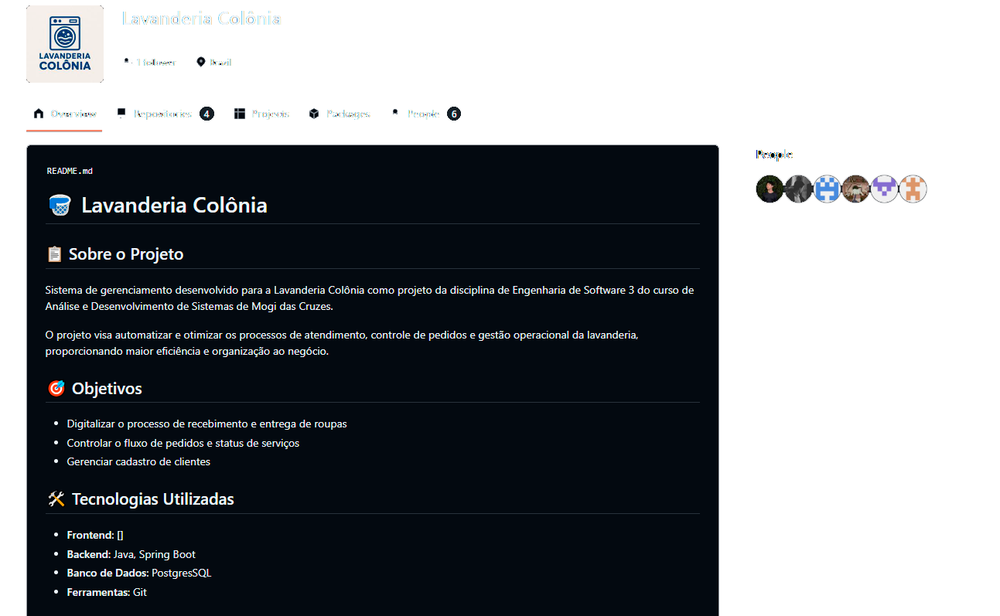 LAVANDERIA
COLÔNIA
Lavanderia Colônia
1 follower
Brazil
Overview
Repositories 4
Projects
Packages
People 6
README.md
Lavanderia Colônia
Sobre o Projeto
Sistema de gerenciamento desenvolvido para a Lavanderia Colônia como projeto da disciplina de Engenharia de Software 3 do curso de
Análise e Desenvolvimento de Sistemas de Mogi das Cruzes.
O projeto visa automatizar e otimizar os processos de atendimento, controle de pedidos e gestão operacional da lavanderia,
proporcionando maior eficiência e organização ao negócio.
Objetivos
Digitalizar o processo de recebimento e entrega de roupas
Controlar o fluxo de pedidos e status de serviços
Gerenciar cadastro de clientes
Tecnologias Utilizadas
Frontend: []
Backend: Java, Spring Boot
Banco de Dados: PostgresSQL
Ferramentas: Git
People